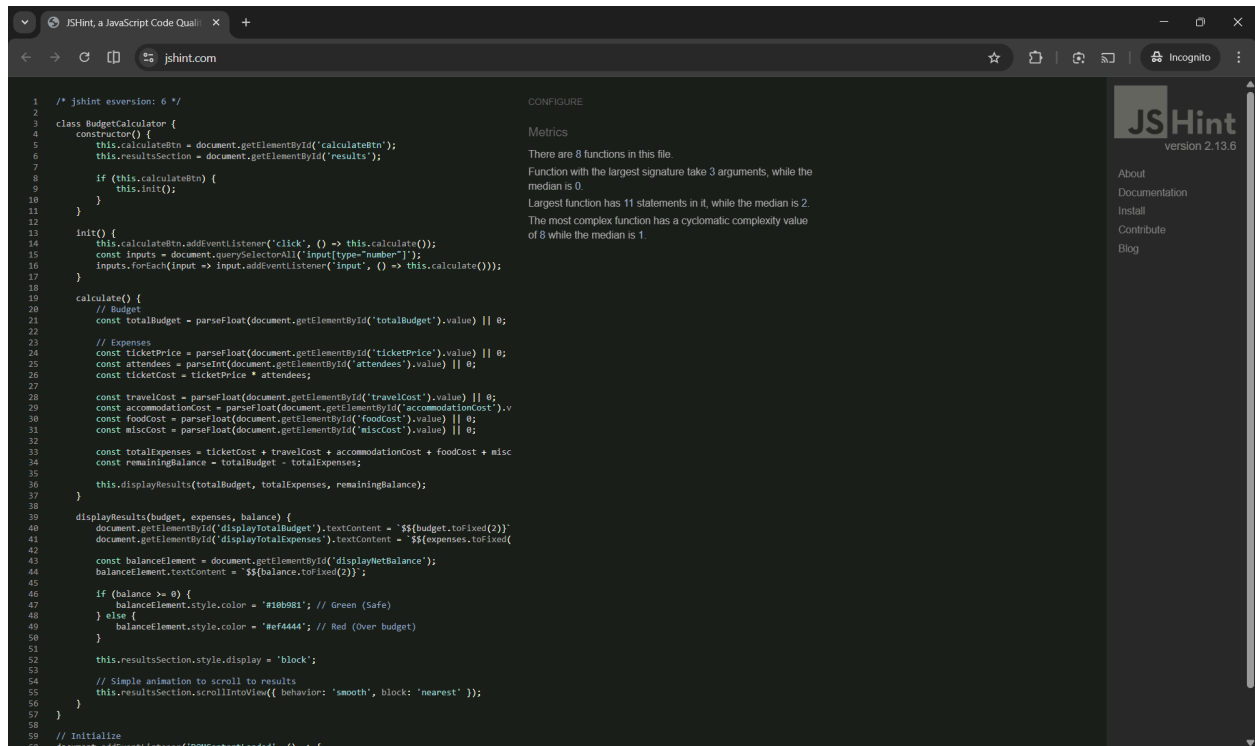 JSHint, a JavaScript Code Quali
jshint.com
Incognito
1 /* jshint esversion: 6 */
2
3 class BudgetCalculator {
4 constructor() {
5 this.calculateBtn = document.getElementById('calculateBtn');
6 this.resultsSection = document.getElementById('results');
7
8 if (this.calculateBtn) {
9 this.init();
10 }
11 }
12
13 init() {
14 this.calculateBtn.addEventListener('click', () => this.calculate());
15 const inputs = document.querySelectorAll('input[type="number"]');
16 inputs.forEach(input => input.addEventListener('input', () => this.calculate()));
17 }
18
19 calculate() {
20 // Budget
21 const totalBudget = parseFloat(document.getElementById('totalBudget').value) || 0;
22
23 // Expenses
24 const ticketPrice = parseFloat(document.getElementById('ticketPrice').value) || 0;
25 const attendees = parseInt(document.getElementById('attendees').value) || 0;
26 const ticketCost = ticketPrice * attendees;
27
28 const travelCost = parseFloat(document.getElementById('travelCost').value) || 0;
29 const accommodationCost = parseFloat(document.getElementById('accommodationCost').v
30 const foodCost = parseFloat(document.getElementById('foodCost').value) || 0;
31 const miscCost = parseFloat(document.getElementById('miscCost').value) || 0;
32
33 const totalExpenses = ticketCost + travelCost + accommodationCost + foodCost + misc
34 const remainingBalance = totalBudget - totalExpenses;
35
36 this.displayResults(totalBudget, totalExpenses, remainingBalance);
37 }
38
39 displayResults(budget, expenses, balance) {
40 document.getElementById('displayTotalBudget').textContent = `$${budget.toFixed(2)}`
41 document.getElementById('displayTotalExpenses').textContent = `$${expenses.toFixed(
42
43 const balanceElement = document.getElementById('displayNetBalance');
44 balanceElement.textContent = `$${balance.toFixed(2)}`;
45
46 if (balance >= 0) {
47 balanceElement.style.color = '#10b981'; // Green (Safe)
48 } else {
49 balanceElement.style.color = '#ef4444'; // Red (Over budget)
50 }
51
52 this.resultsSection.style.display = 'block';
53
54 // Simple animation to scroll to results
55 this.resultsSection.scrollIntoView({ behavior: 'smooth', block: 'nearest' });
56 }
57 }
58
59 // Initialize
CONFIGURE
Metrics
There are 8 functions in this file.
Function with the largest signature take 3 arguments, while the
median is 0.
Largest function has 11 statements in it, while the median is 2.
The most complex function has a cyclomatic complexity value
of 8 while the median is 1.
JSHint
version 2.13.6
About
Documentation
Install
Contribute
Blog